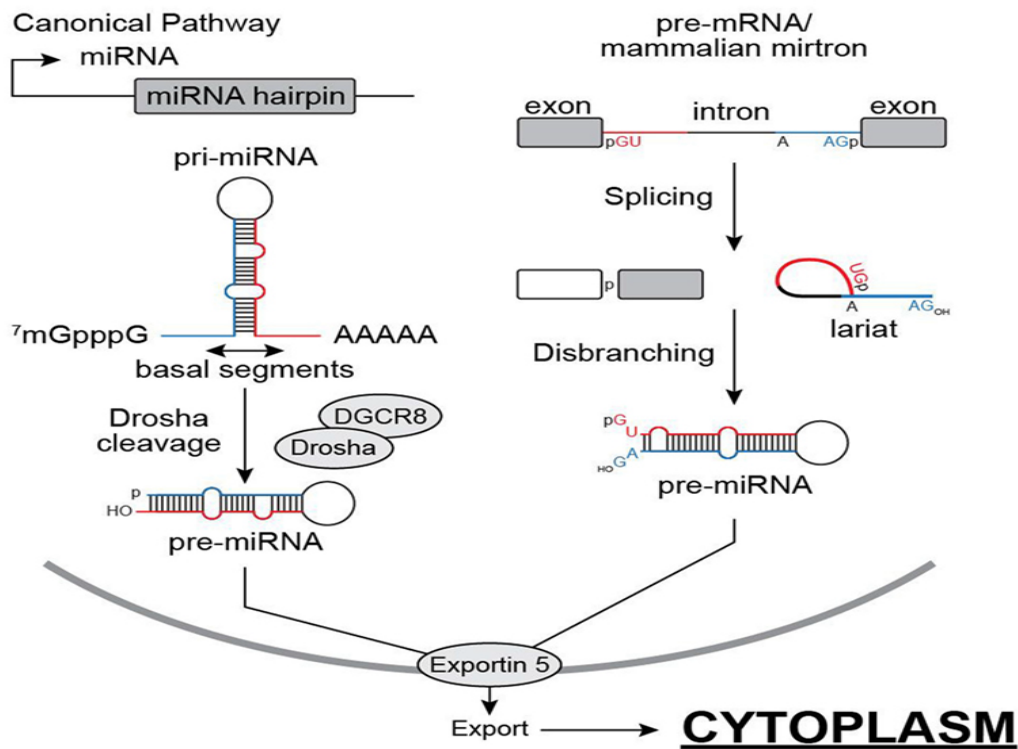 Canonical Pathway
miRNA
miRNA hairpin
pri-miRNA
⁷mGpppG
AAAAA
basal segments
Drosha
cleavage
DGCR8
Drosha
p
HO
pre-miRNA
pre-mRNA/
mammalian mirtron
exon
intron
exon
pGU
A
AGp
Splicing
p
UGp
A
AGOH
lariat
Disbranching
pG
U
A
G
HO
pre-miRNA
Exportin 5
Export
CYTOPLASM